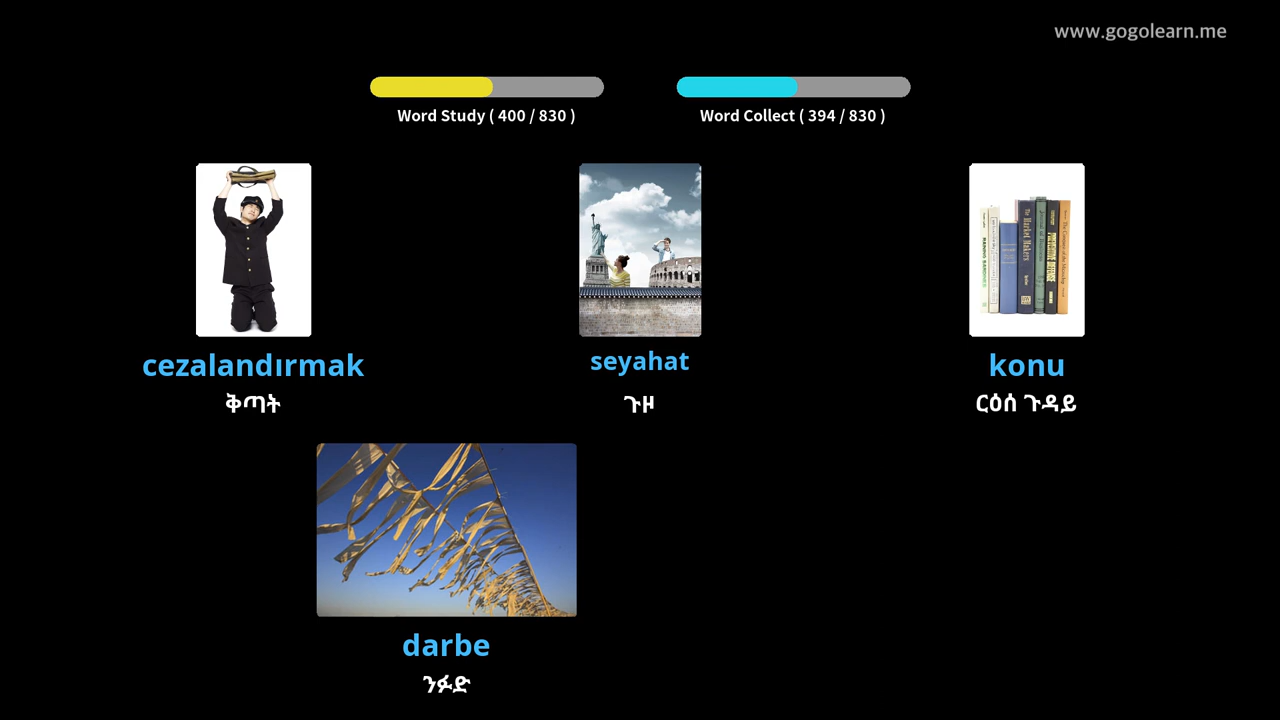 www.gogolearn.me
Word Study ( 400 / 830 )
Word Collect ( 394 / 830 )
cezalandırmak
ቅጣት
seyahat
ጉዞ
konu
ርዕሰ ጉዳይ
darbe
ንፉድ